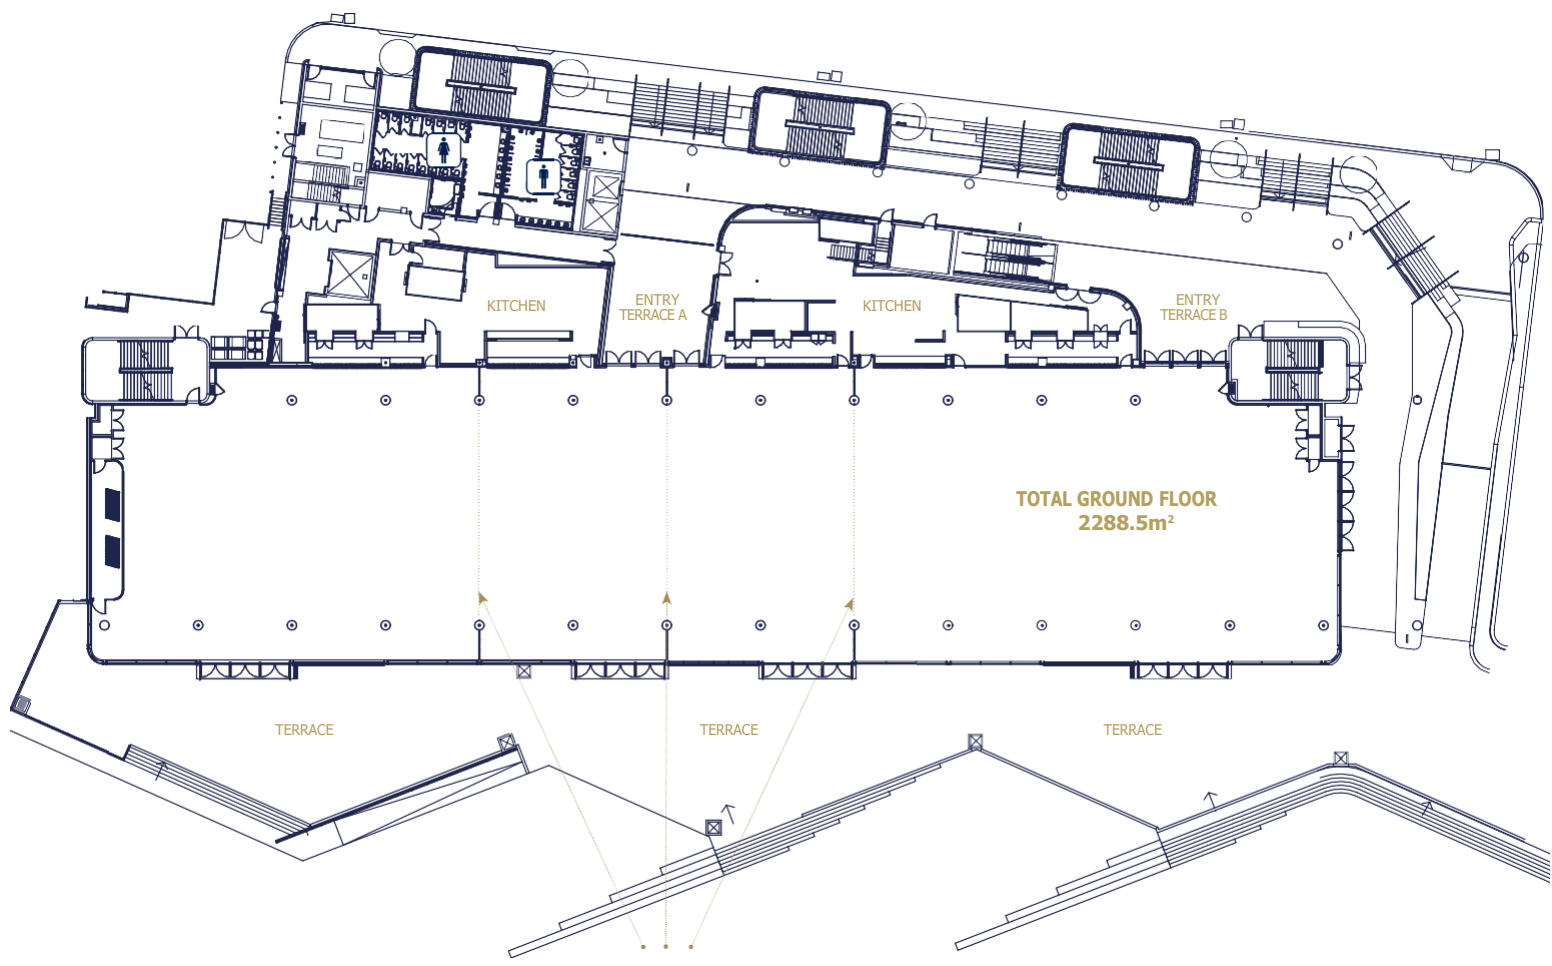 KITCHEN
ENTRY
TERRACE A
KITCHEN
ENTRY
TERRACE B
TOTAL GROUND FLOOR
2288.5m²
TERRACE
TERRACE
TERRACE